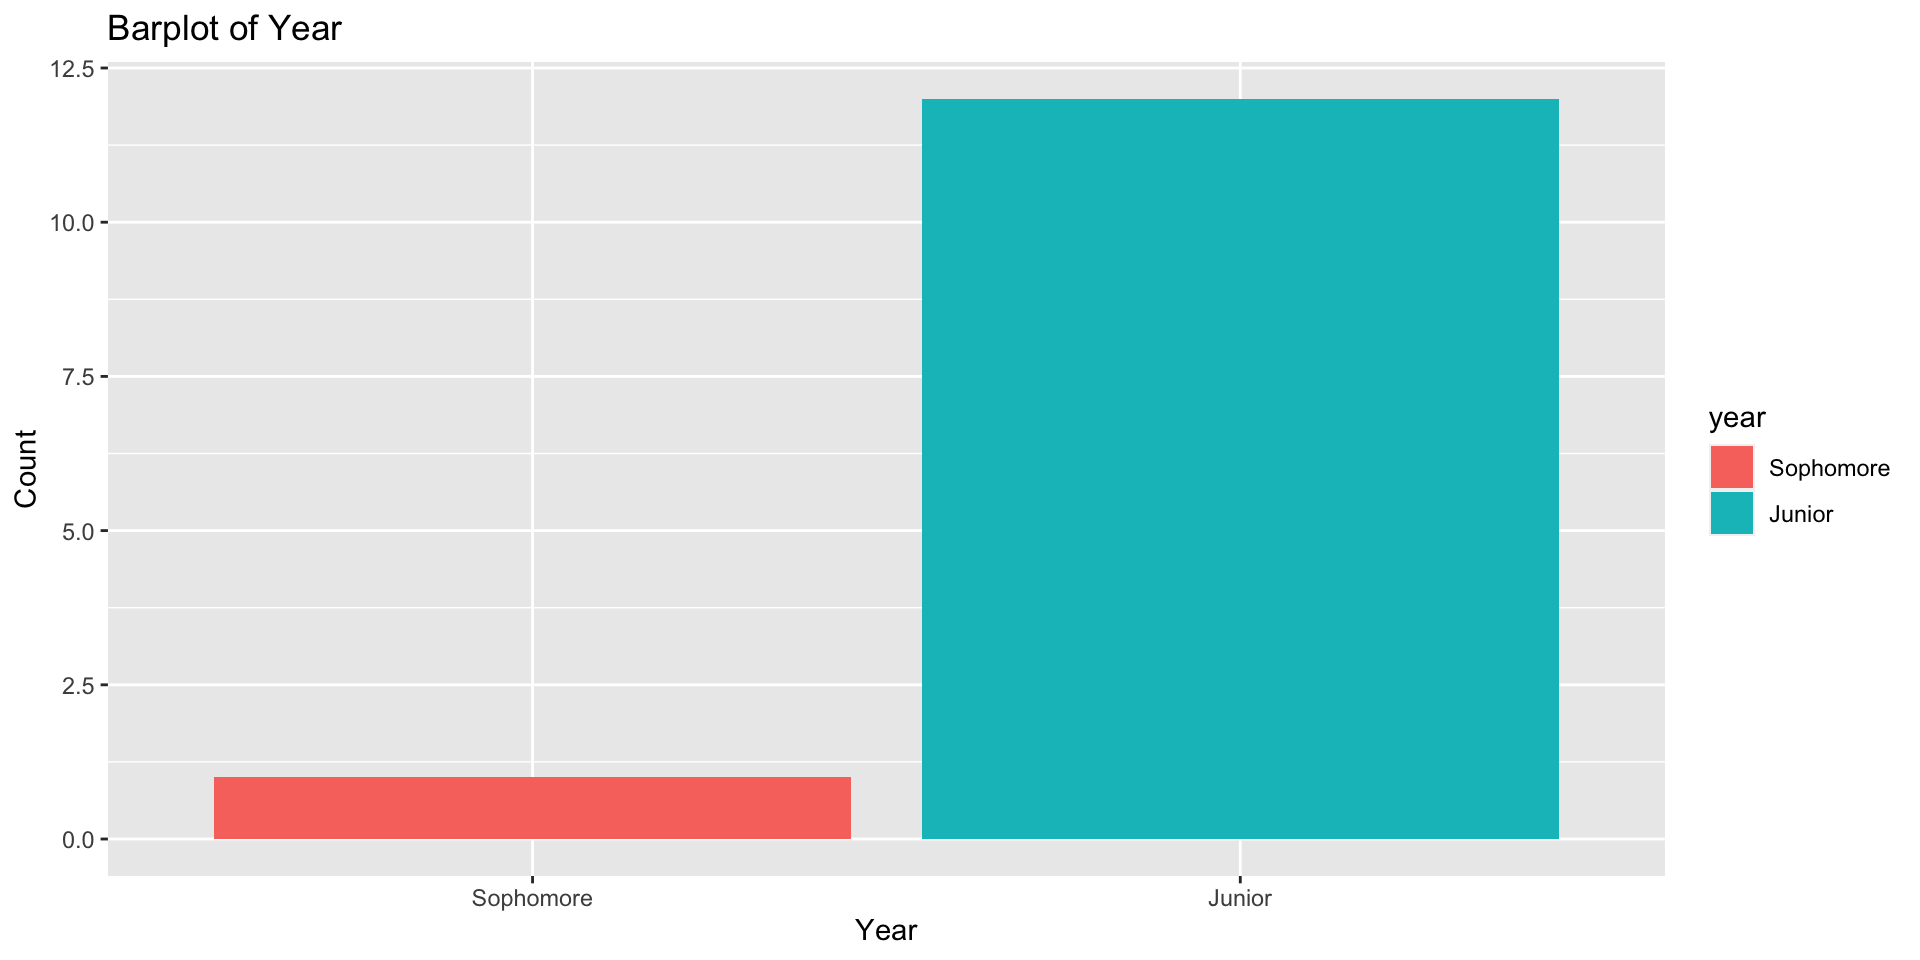 Barplot of Year
12.5
10.0
7.5
5.0
2.5
0.0
Count
Sophomore
Junior
Year
year
Sophomore
Junior